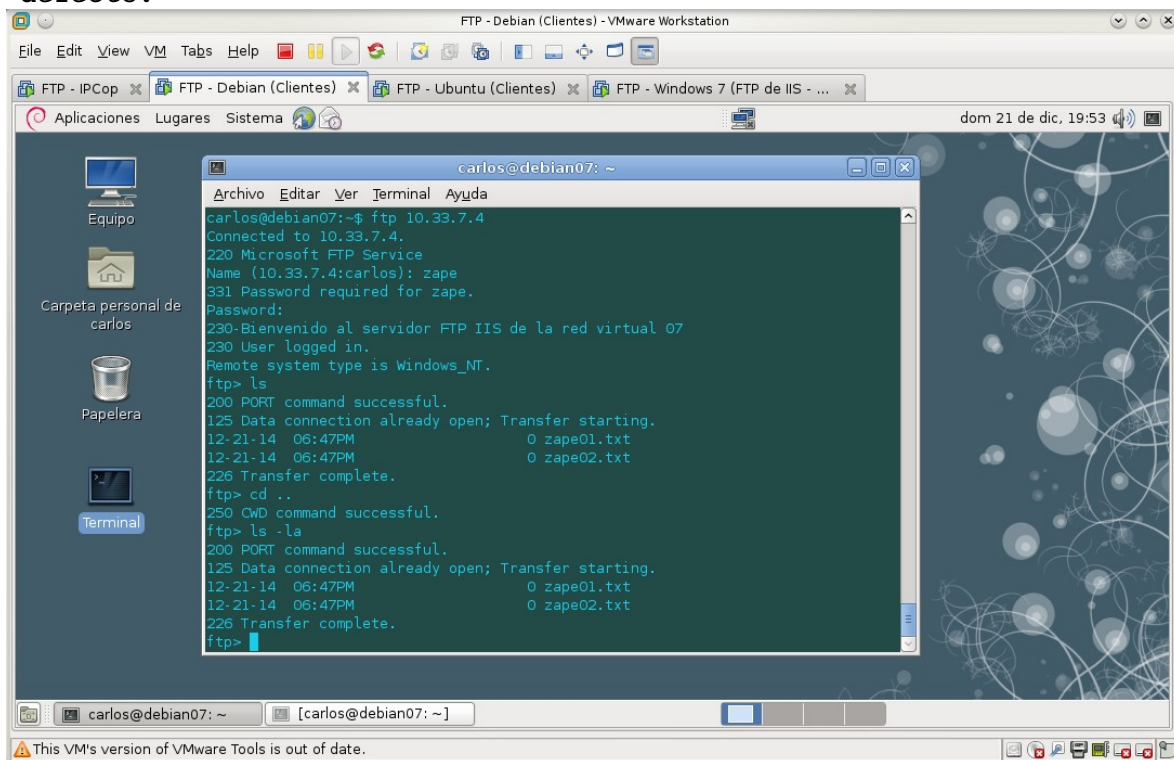 FTP - Debian (Clientes) - VMware Workstation
File Edit View VM Tabs Help
FTP - IPCop FTP - Debian (Clientes) FTP - Ubuntu (Clientes) FTP - Windows 7 (FTP de IIS - ...
Aplicaciones Lugares Sistema dom 21 de dic, 19:53
Equipo
Carpeta personal de
carlos
Papelera
Terminal
carlos@debian07: ~
Archivo Editar Ver Terminal Ayuda
carlos@debian07:~$ ftp 10.33.7.4
Connected to 10.33.7.4.
220 Microsoft FTP Service
Name (10.33.7.4:carlos): zape
331 Password required for zape.
Password:
230-Bienvenido al servidor FTP IIS de la red virtual 07
230 User logged in.
Remote system type is Windows_NT.
ftp> ls
200 PORT command successful.
125 Data connection already open; Transfer starting.
12-21-14 06:47PM 0 zape01.txt
12-21-14 06:47PM 0 zape02.txt
226 Transfer complete.
ftp> cd ..
250 CWD command successful.
ftp> ls -la
200 PORT command successful.
125 Data connection already open; Transfer starting.
12-21-14 06:47PM 0 zape01.txt
12-21-14 06:47PM 0 zape02.txt
226 Transfer complete.
ftp>
carlos@debian07: ~ [carlos@debian07: ~]
This VM's version of VMware Tools is out of date.